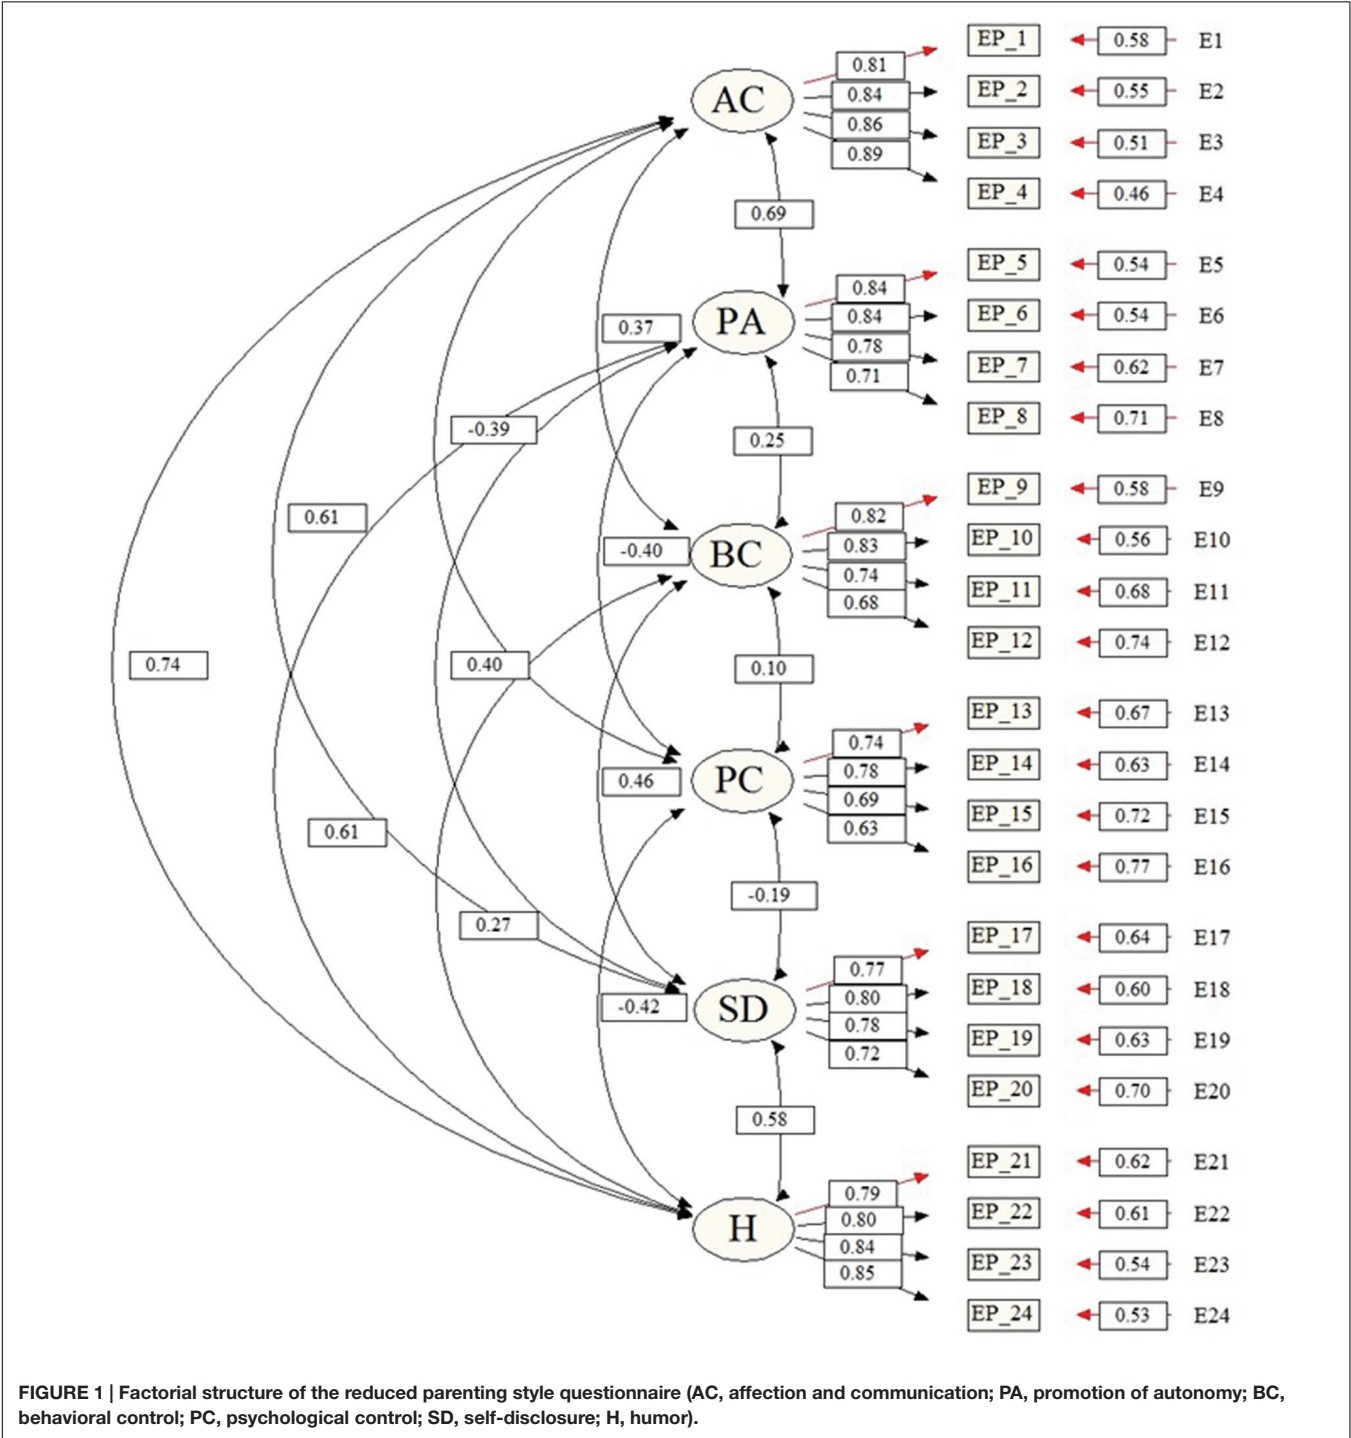 AC
0.81
0.84
0.86
0.89
EP_1 0.58 E1
EP_2 0.55 E2
EP_3 0.51 E3
EP_4 0.46 E4
0.69
PA
0.84
0.84
0.78
0.71
EP_5 0.54 E5
EP_6 0.54 E6
EP_7 0.62 E7
EP_8 0.71 E8
0.37
-0.39
0.25
0.61
BC
0.82
0.83
0.74
0.68
EP_9 0.58 E9
EP_10 0.56 E10
EP_11 0.68 E11
EP_12 0.74 E12
-0.40
0.74
0.40
0.10
PC
0.74
0.78
0.69
0.63
EP_13 0.67 E13
EP_14 0.63 E14
EP_15 0.72 E15
EP_16 0.77 E16
0.46
0.61
-0.19
0.27
SD
0.77
0.80
0.78
0.72
EP_17 0.64 E17
EP_18 0.60 E18
EP_19 0.63 E19
EP_20 0.70 E20
-0.42
0.58
H
0.79
0.80
0.84
0.85
EP_21 0.62 E21
EP_22 0.61 E22
EP_23 0.54 E23
EP_24 0.53 E24
FIGURE 1 | Factorial structure of the reduced parenting style questionnaire (AC, affection and communication; PA, promotion of autonomy; BC,
behavioral control; PC, psychological control; SD, self-disclosure; H, humor).